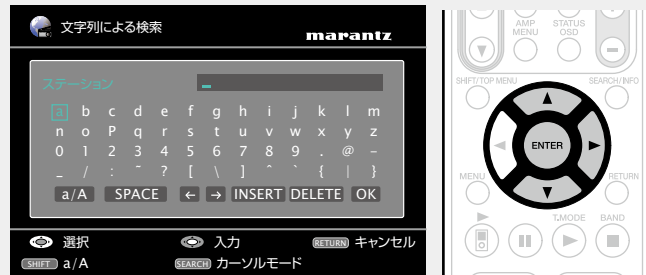 文字列による検索
marantz
ステーション _
a b c d e f g h i j k l m
n o P q r s t u v w x y z
0 1 2 3 4 5 6 7 8 9 . @ –
_ / : ~ ? [ \ ] ^ ` { | }
a/A SPACE ← → INSERT DELETE OK
選択 入力 RETURN キャンセル
SHIFT a/A SEARCH カーソルモード
AMP MENU
STATUS OSD
SHIFT/TOP MENU
SEARCH/INFO
ENTER
MENU
RETURN
T.MODE
BAND